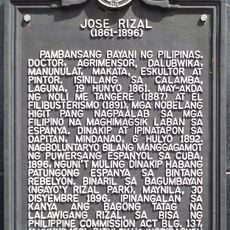 JOSE RIZAL
(1861-1896)
PAMBANSANG BAYANI NG PILIPINAS.
DOCTOR, AGRIMENSOR, DALUBWIKA,
MANUNULAT, MAKATA, ESKULTOR AT
PINTOR. ISINILANG SA CALAMBA,
LAGUNA, 19 HUNYO 1861. MAY-AKDA
NG NOLI ME TANGERE (1887) AT EL
FILIBUSTERISMO (1891), MGA NOBELANG
HIGIT PANG NAGPAALAB SA MGA
FILIPINO NA MAGHIMAGSIK LABAN SA
ESPANYA. DINAKIP AT IPINATAPON SA
DAPITAN, MINDANAO, 6 HULYO 1892.
NAGBOLUNTARYO BILANG MANGGAGAMOT
NG PUWERSANG ESPANYOL SA CUBA,
1896, NGUNI'T MULING DINAKIP HABANG
PATUNGONG ESPANYA SA BINTANG
REBELYON. BINARIL SA BAGUMBAYAN
(NGAYO'Y RIZAL PARK), MAYNILA, 30
DISYEMBRE 1896. IPINANGALAN SA
KANYA ANG BAGONG TATAG NA
LALAWIGANG RIZAL, SA BISA NG
PHILIPPINE COMMISSION ACT BLG. 137,